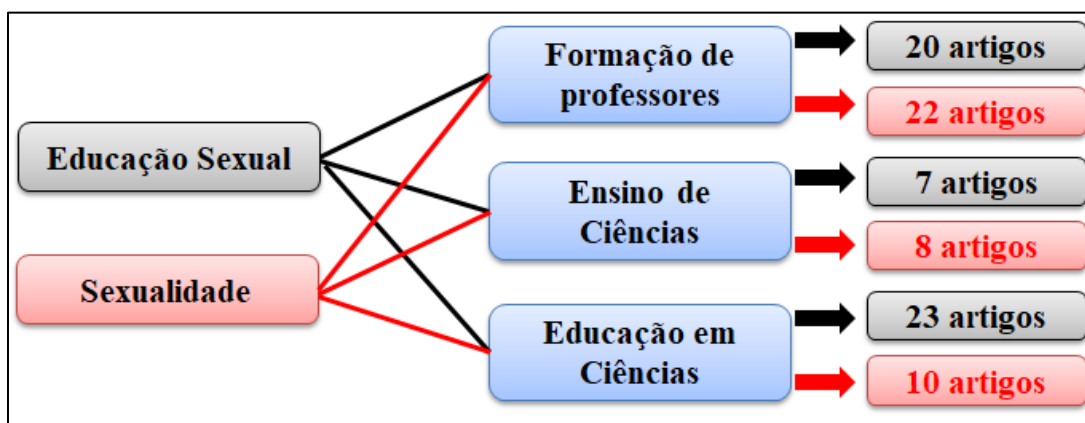 Educação Sexual
Sexualidade
Formação de
professores
Ensino de
Ciências
Educação em
Ciências
20 artigos
22 artigos
7 artigos
8 artigos
23 artigos
10 artigos